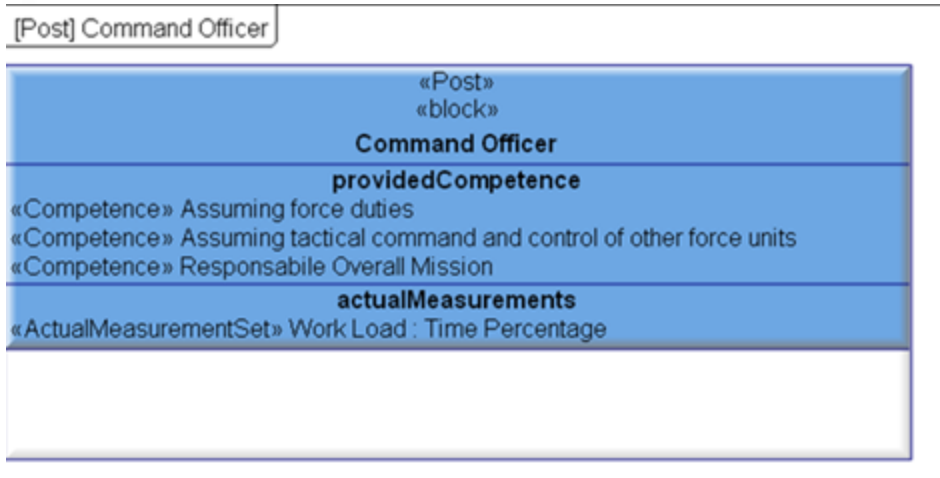 [Post] Command Officer
«Post»
«block»
Command Officer
providedCompetence
«Competence» Assuming force duties
«Competence» Assuming tactical command and control of other force units
«Competence» Responsabile Overall Mission
actualMeasurements
«ActualMeasurementSet» Work Load : Time Percentage